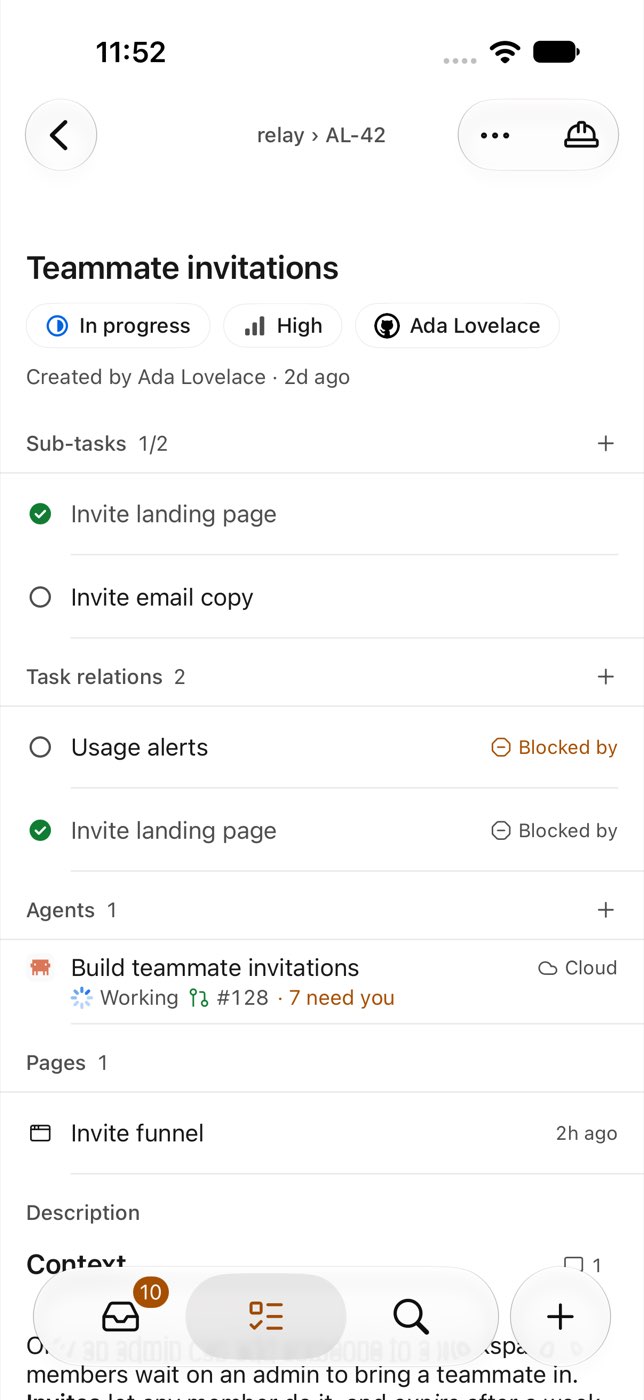 11:52
relay › AL-42
Teammate invitations
In progress
High
Ada Lovelace
Created by Ada Lovelace · 2d ago
Sub-tasks 1/2
Invite landing page
Invite email copy
Task relations 2
Usage alerts Blocked by
Invite landing page Blocked by
Agents 1
Build teammate invitations Cloud
Working #128 · 7 need you
Pages 1
Invite funnel 2h ago
Description
Context 1
10
members wait on an admin to bring a teammate in.
Invites let any member do it, and expire after a week